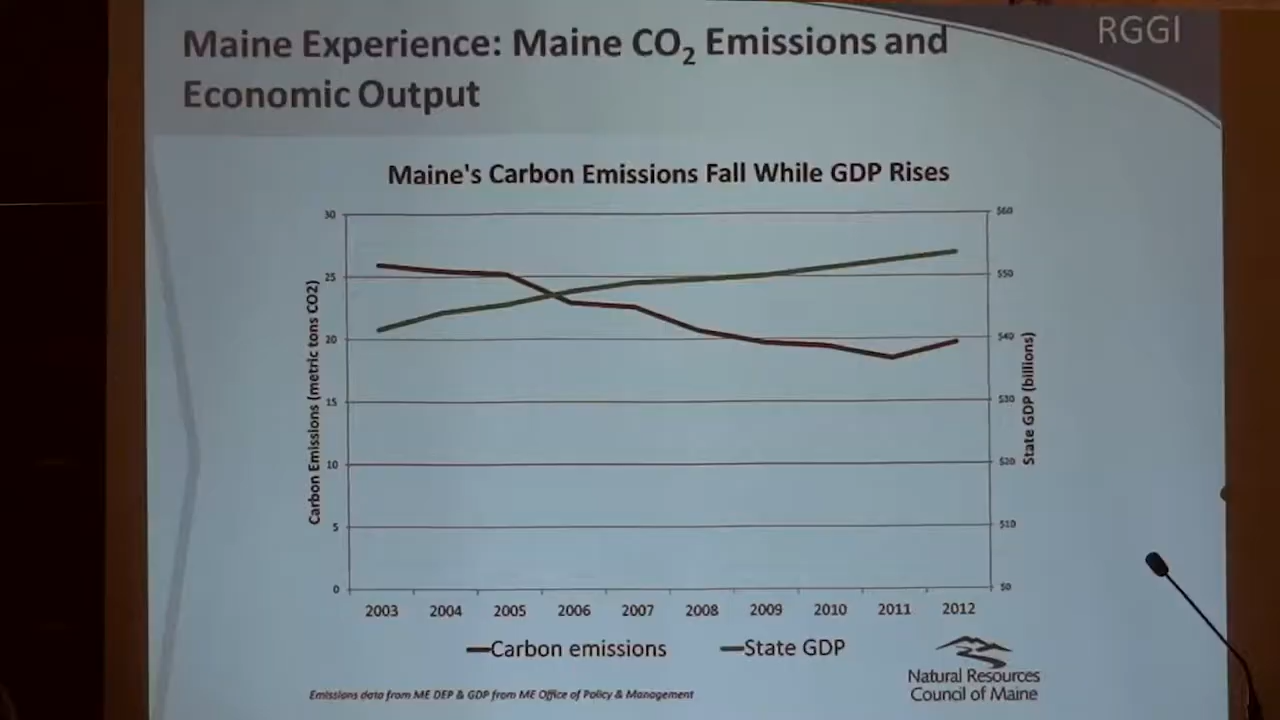 RGGI
Maine Experience: Maine CO2 Emissions and
Economic Output
Maine's Carbon Emissions Fall While GDP Rises
Carbon Emissions (metric tons CO2)
30
25
20
15
10
5
0
$60
$50
$40
$30
$20
$10
$0
State GDP (billions)
2003 2004 2005 2006 2007 2008 2009 2010 2011 2012
Carbon emissions State GDP
Natural Resources
Council of Maine
Emissions data from ME DEP & GDP from ME Office of Policy & Management